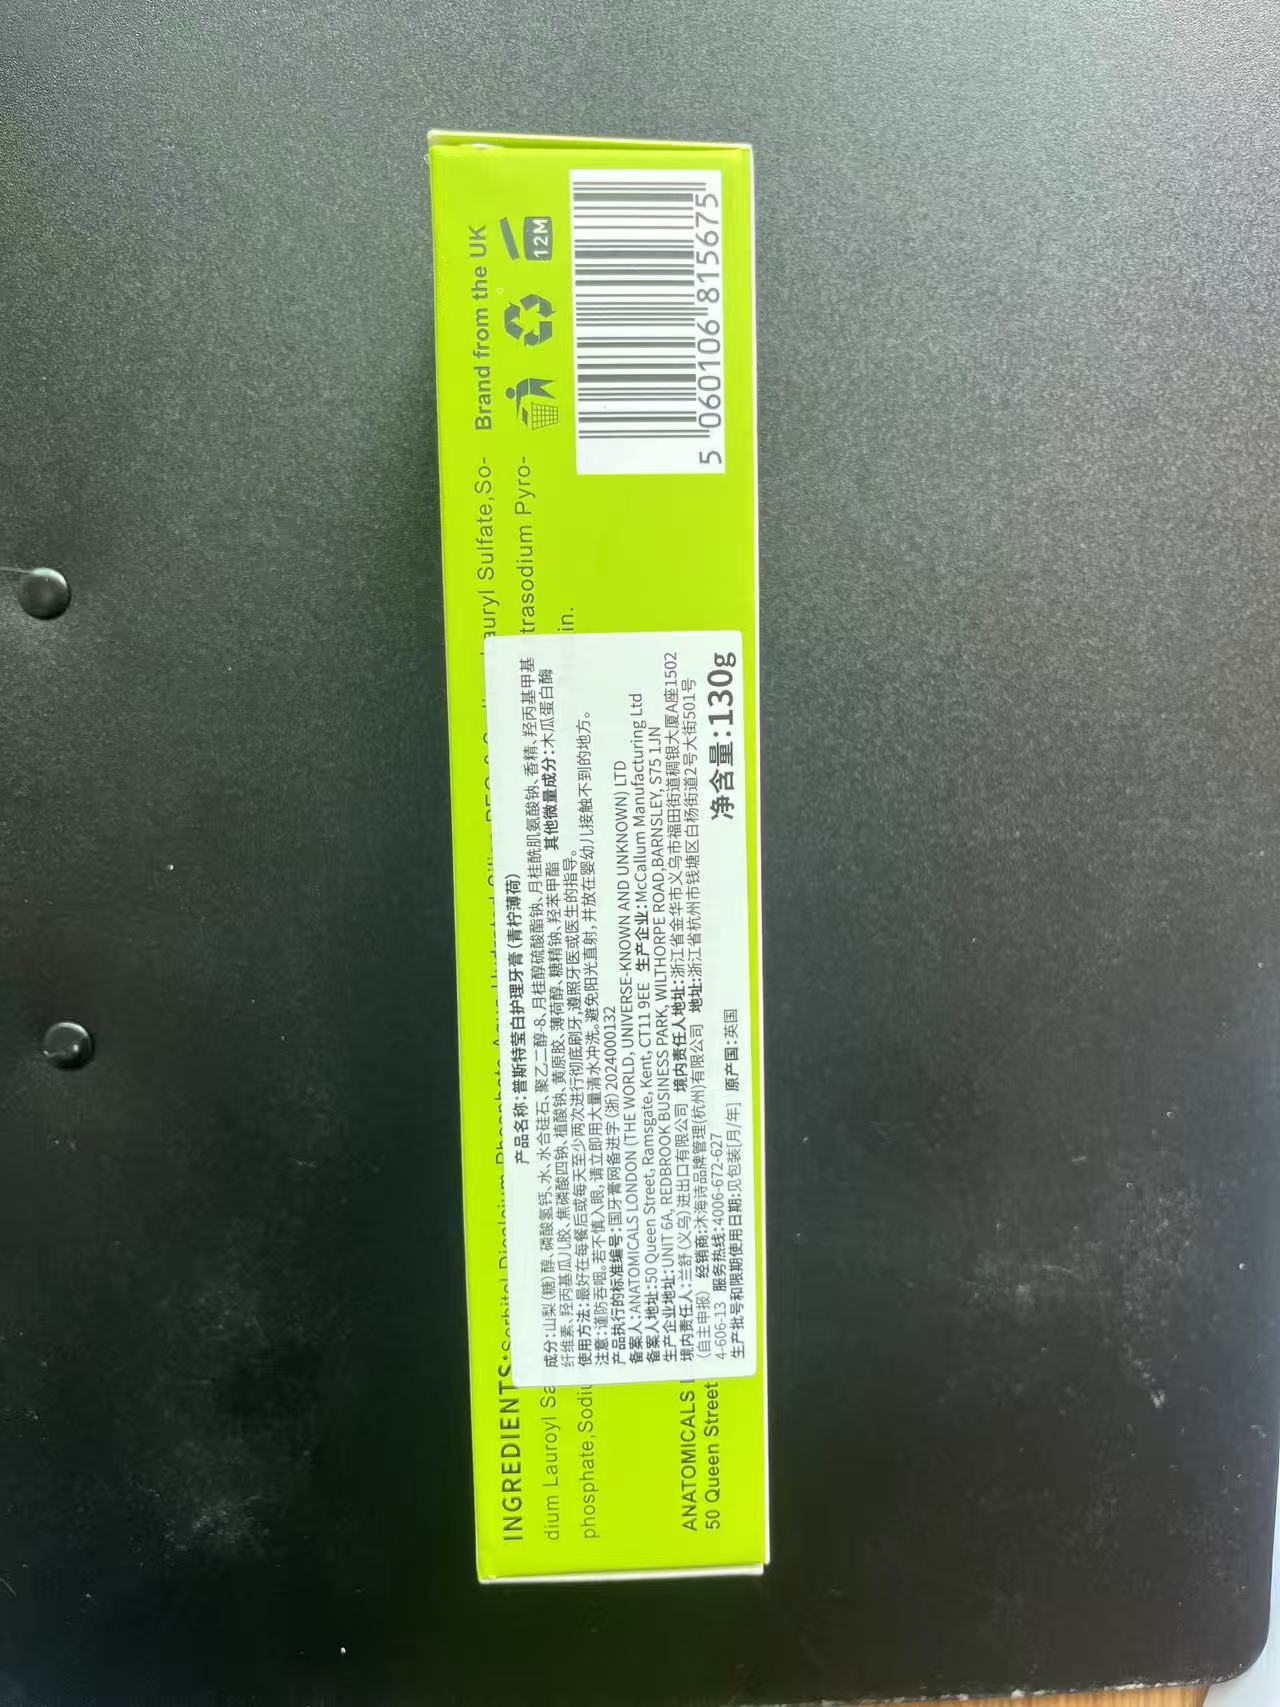 INGREDIENTS:Sorbitol,Dicalcium Phosphate,Aqua,Hydrated auryl Sulfate,So-
dium Lauroyl Sa trasodium Pyro-
phosphate,Sodiu in.
ANATOMICALS L
50 Queen Street
Brand from the UK
12M
5 060106 815675
产品名称:普斯特莹白护理牙膏(青柠薄荷)
成分:山梨(糖)醇、磷酸氢钙、水、水合硅石、聚乙二醇-8、月桂醇硫酸酯钠、月桂酰肌氨酸钠、香精、羟丙基甲基
纤维素、羟丙基瓜儿胶、焦磷酸四钠、植酸钠、黄原胶、薄荷醇、糖精钠、羟苯甲酯 其他微量成分:木瓜蛋白酶
使用方法:最好在每餐后或每天至少两次进行彻底刷牙,遵照牙医或医生的指导。
注意:谨防吞咽。若不慎入眼,请立即用大量清水冲洗。避免阳光直射,并放在婴幼儿接触不到的地方。
产品执行的标准编号:国牙膏网备进字(浙)2024000132
备案人:ANATOMICALS LONDON (THE WORLD, UNIVERSE-KNOWN AND UNKNOWN) LTD
备案人地址:50 Queen Street, Ramsgate, Kent, CT11 9EE 生产企业:McCallum Manufacturing Ltd
生产企业地址:UNIT 6A, REDBROOK BUSINESS PARK, WILTHORPE ROAD,BARNSLEY, S75 1JN
境内责任人:兰舒(义乌)进出口有限公司 境内责任人地址:浙江省金华市义乌市福田街道稠银大厦A座1502
(自主申报) 经销商:沐海诗品牌管理(杭州)有限公司 地址:浙江省杭州市钱塘区白杨街道2号大街501号
4-606-13 服务热线:4006-672-627
生产批号和限期使用日期:见包装[月/年] 原产国:英国
净含量:130g